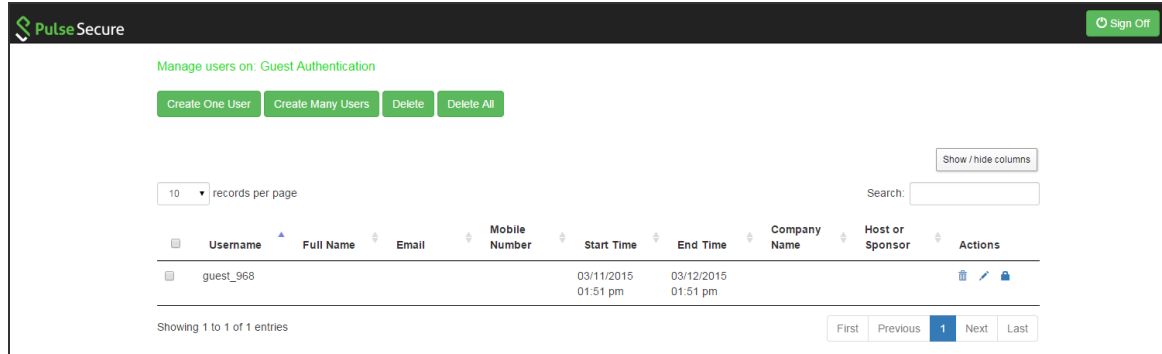 Pulse Secure
Sign Off
Manage users on: Guest Authentication
Create One User Create Many Users Delete Delete All
Show / hide columns
10 records per page Search:
Username Full Name Email Mobile Number Start Time End Time Company Name Host or Sponsor Actions
guest_968 03/11/2015 01:51 pm 03/12/2015 01:51 pm
Showing 1 to 1 of 1 entries First Previous 1 Next Last